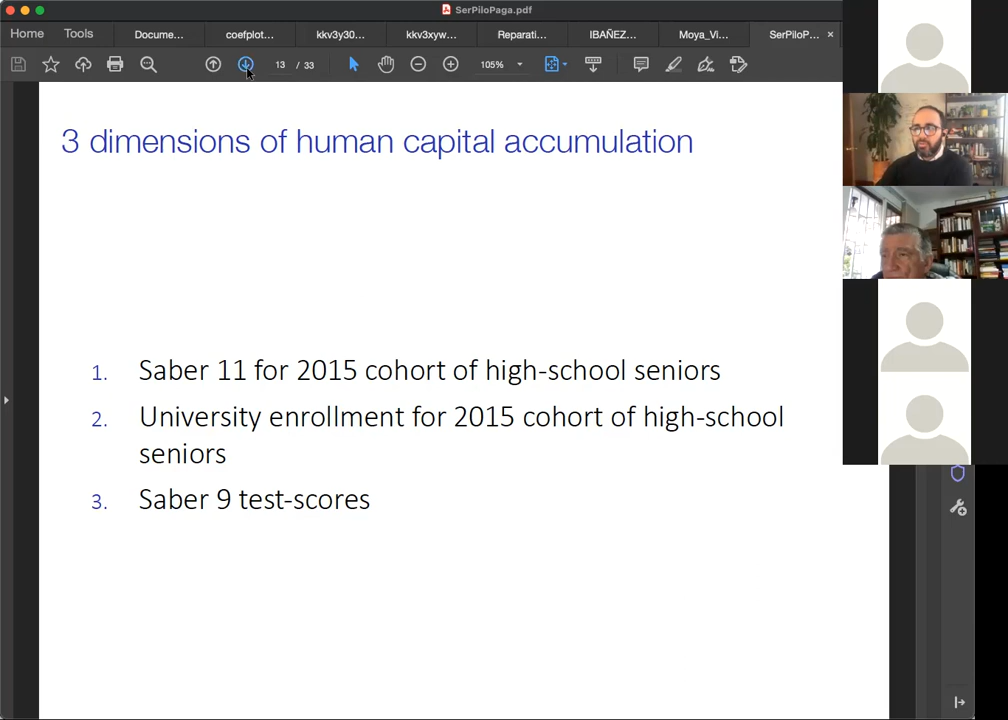 SerPiloPaga.pdf
Home Tools Docume... coefplot... kkv3y30... kkv3xyw... Reparati... IBAÑEZ... Moya_Vi... SerPiloP... ×
13 / 33 105%
3 dimensions of human capital accumulation
1. Saber 11 for 2015 cohort of high-school seniors
2. University enrollment for 2015 cohort of high-school
seniors
3. Saber 9 test-scores